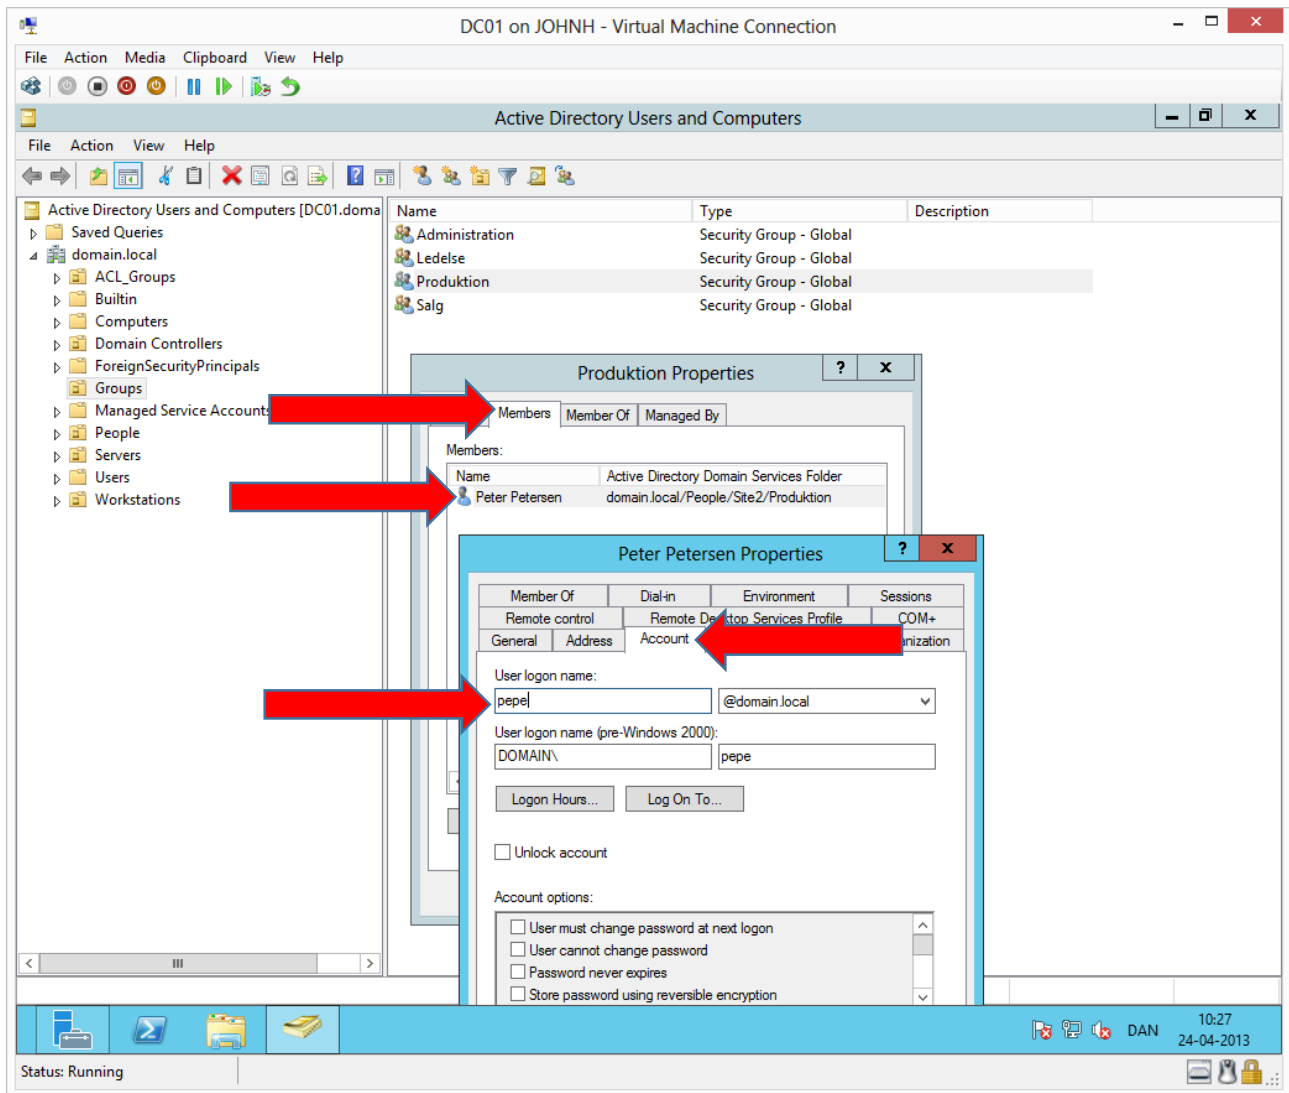 DC01 on JOHNH - Virtual Machine Connection
File Action Media Clipboard View Help
Active Directory Users and Computers
File Action View Help
Active Directory Users and Computers [DC01.doma
Saved Queries
domain.local
ACL_Groups
Builtin
Computers
Domain Controllers
ForeignSecurityPrincipals
Groups
Managed Service Accounts
People
Servers
Users
Workstations
Name Type Description
Administration Security Group - Global
Ledelse Security Group - Global
Produktion Security Group - Global
Salg Security Group - Global
Produktion Properties
? x
Members Member Of Managed By
Members:
Name Active Directory Domain Services Folder
Peter Petersen domain.local/People/Site2/Produktion
Peter Petersen Properties
? x
Member Of Dial-in Environment Sessions
Remote control Remote Desktop Services Profile COM+
General Address Account nization
User logon name:
pepe @domain.local
User logon name (pre-Windows 2000):
DOMAIN\ pepe
Logon Hours... Log On To...
Unlock account
Account options:
User must change password at next logon
User cannot change password
Password never expires
Store password using reversible encryption
DAN
10:27
24-04-2013
Status: Running